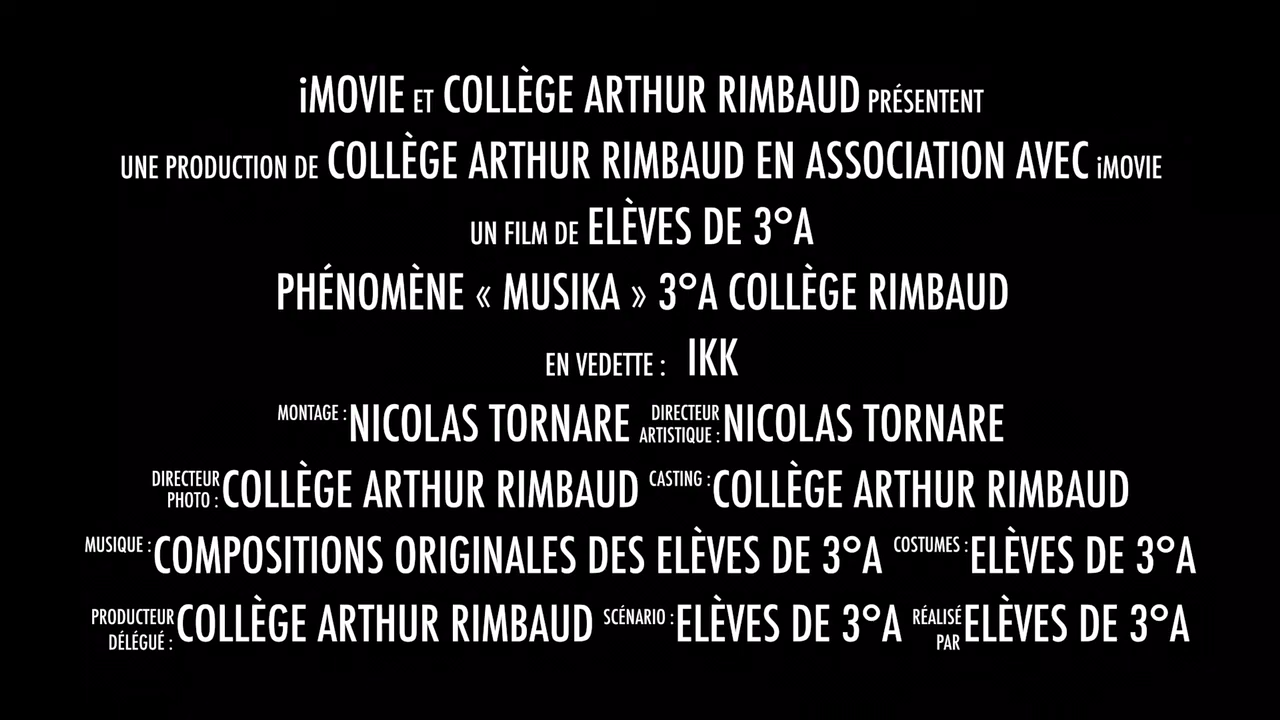 iMOVIE ET COLLÈGE ARTHUR RIMBAUD PRÉSENTENT
UNE PRODUCTION DE COLLÈGE ARTHUR RIMBAUD EN ASSOCIATION AVEC iMOVIE
UN FILM DE ELÈVES DE 3°A
PHÉNOMÈNE « MUSIKA » 3°A COLLÈGE RIMBAUD
EN VEDETTE : IKK
MONTAGE : NICOLAS TORNARE DIRECTEUR ARTISTIQUE : NICOLAS TORNARE
DIRECTEUR PHOTO : COLLÈGE ARTHUR RIMBAUD CASTING : COLLÈGE ARTHUR RIMBAUD
MUSIQUE : COMPOSITIONS ORIGINALES DES ELÈVES DE 3°A COSTUMES : ELÈVES DE 3°A
PRODUCTEUR DÉLÉGUÉ : COLLÈGE ARTHUR RIMBAUD SCÉNARIO : ELÈVES DE 3°A RÉALISÉ PAR ELÈVES DE 3°A